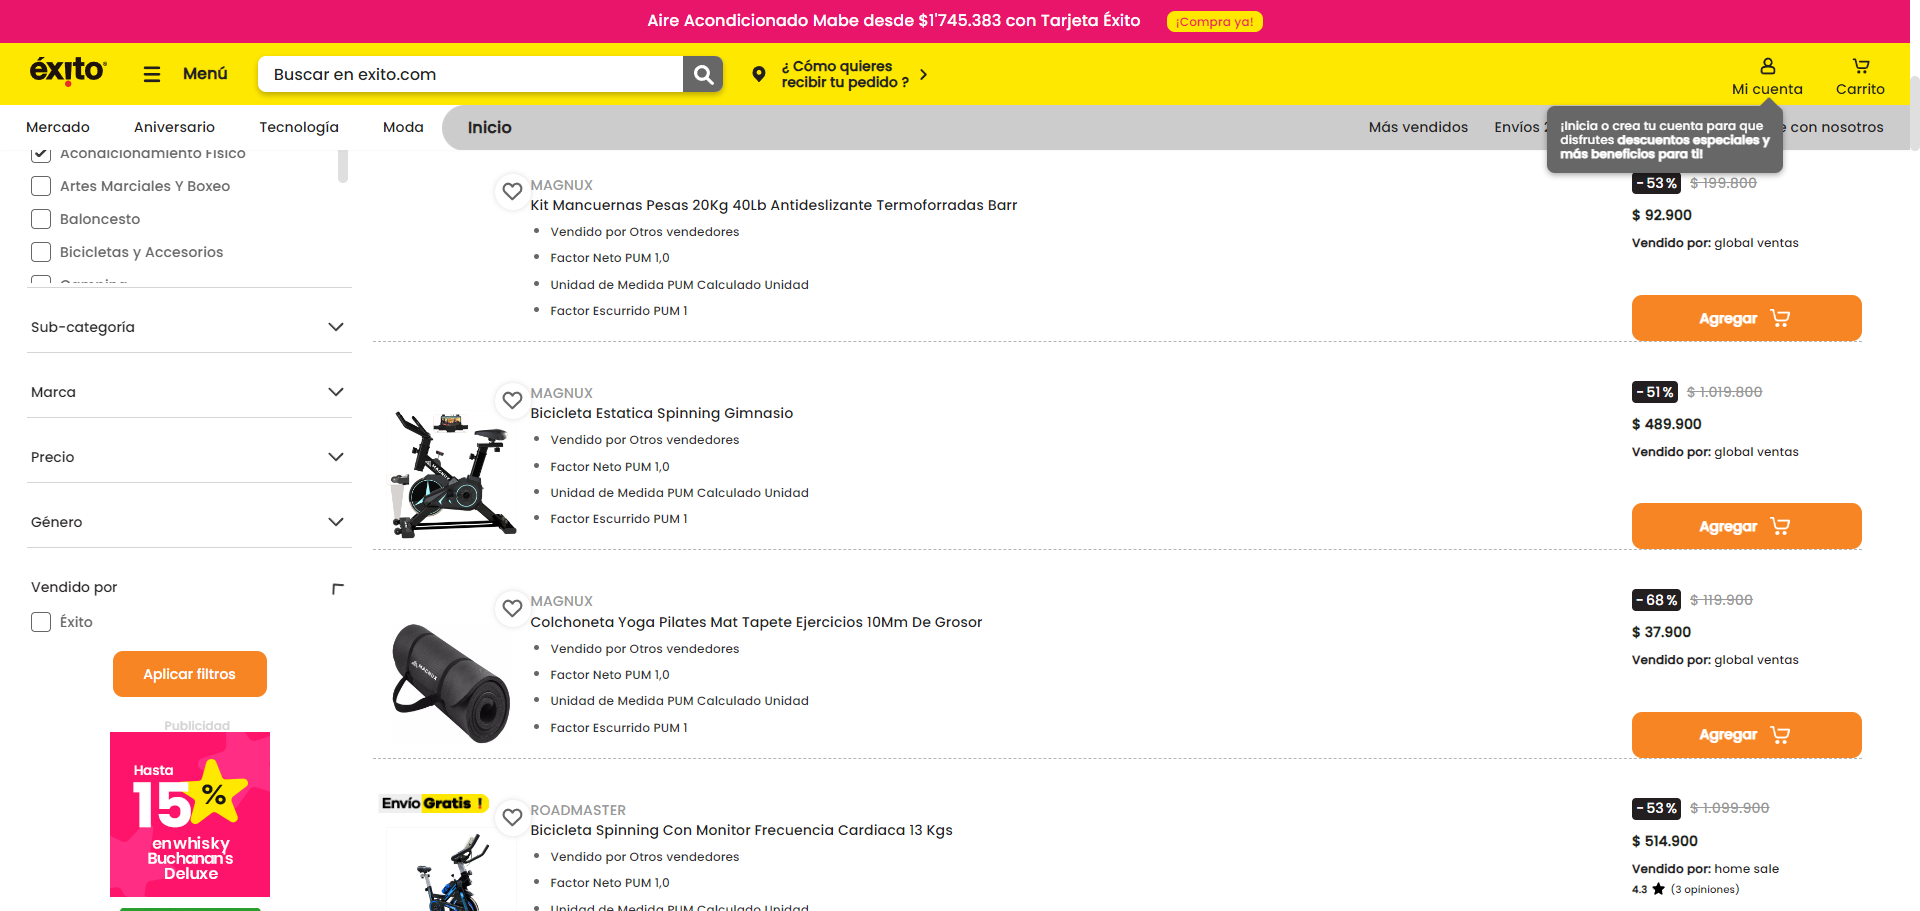 Aire Acondicionado Mabe desde $1'745.383 con Tarjeta Éxito
¡Compra ya!
éxito
Menú
Buscar en exito.com
¿ Cómo quieres
recibir tu pedido ?
Mi cuenta
Carrito
Mercado
Aniversario
Tecnología
Moda
Inicio
Más vendidos
Envíos
e con nosotros
¡Inicia o crea tu cuenta para que
disfrutes descuentos especiales y
más beneficios para ti!
Acondicionamiento Físico
Artes Marciales Y Boxeo
Baloncesto
Bicicletas y Accesorios
Sub-categoría
Marca
Precio
Género
Vendido por
Éxito
Aplicar filtros
Publicidad
Hasta
15%
en whisky
Buchanan's
Deluxe
MAGNUX
Kit Mancuernas Pesas 20Kg 40Lb Antideslizante Termoforradas Barr
Vendido por Otros vendedores
Factor Neto PUM 1,0
Unidad de Medida PUM Calculado Unidad
Factor Escurrido PUM 1
-53% $ 199.800
$ 92.900
Vendido por: global ventas
Agregar
MAGNUX
Bicicleta Estatica Spinning Gimnasio
Vendido por Otros vendedores
Factor Neto PUM 1,0
Unidad de Medida PUM Calculado Unidad
Factor Escurrido PUM 1
-51% $ 1.019.800
$ 489.900
Vendido por: global ventas
Agregar
MAGNUX
MAGNUX
Colchoneta Yoga Pilates Mat Tapete Ejercicios 10Mm De Grosor
Vendido por Otros vendedores
Factor Neto PUM 1,0
Unidad de Medida PUM Calculado Unidad
Factor Escurrido PUM 1
-68% $ 119.900
$ 37.900
Vendido por: global ventas
Agregar
Envío Gratis !
ROADMASTER
Bicicleta Spinning Con Monitor Frecuencia Cardiaca 13 Kgs
Vendido por Otros vendedores
Factor Neto PUM 1,0
Unidad de Medida PUM Calculado Unidad
-53% $ 1.099.900
$ 514.900
Vendido por: home sale
4.3 ★ (3 opiniones)